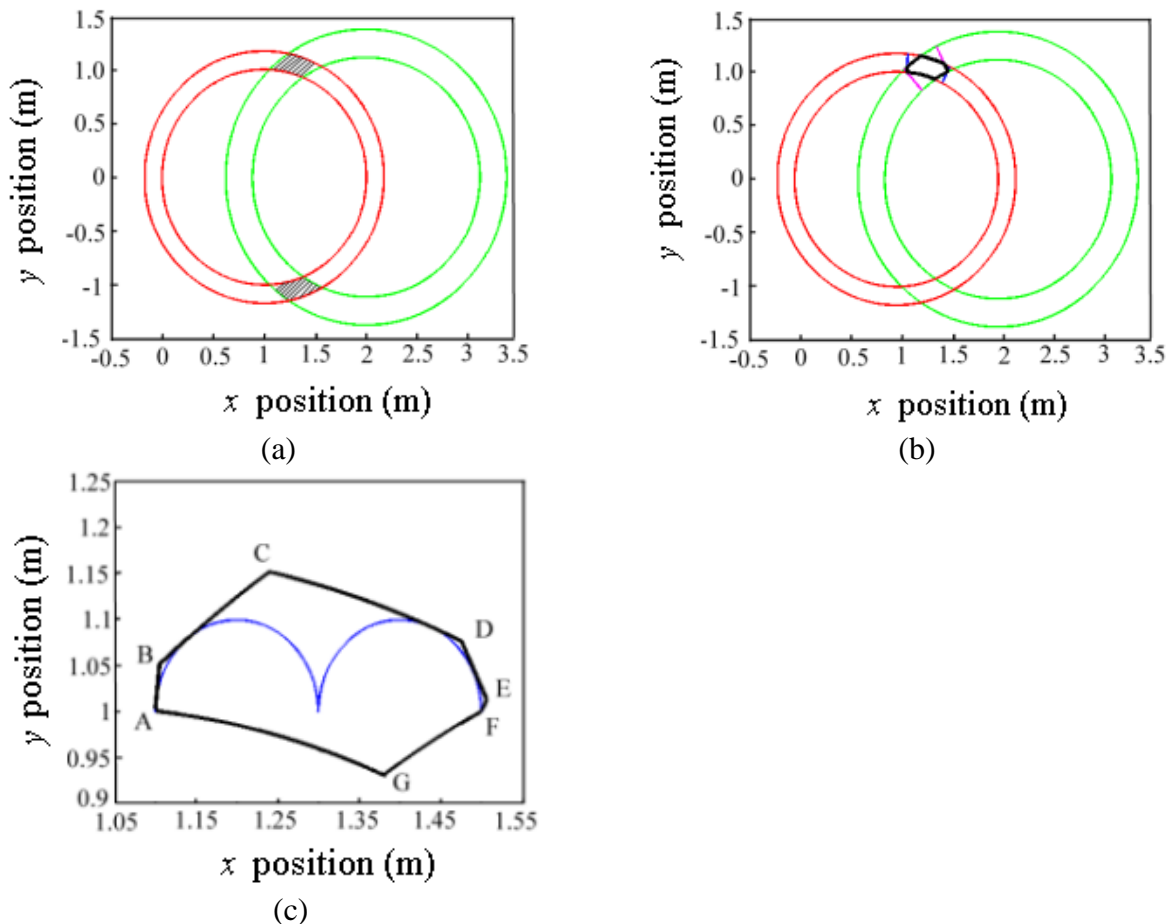 1.5
1.0
0.5
0
-0.5
-1
-1.5
-0.5 0 0.5 1 1.5 2 2.5 3 3.5
y position (m)
x position (m)
(a)
1.5
1.0
0.5
0
-0.5
-1
-1.5
-0.5 0 0.5 1 1.5 2 2.5 3 3.5
y position (m)
x position (m)
(b)
1.25
1.2
1.15
1.1
1.05
1
0.95
0.9
C
D
B
E
A
F
G
1.05 1.15 1.25 1.35 1.45 1.55
y position (m)
x position (m)
(c)